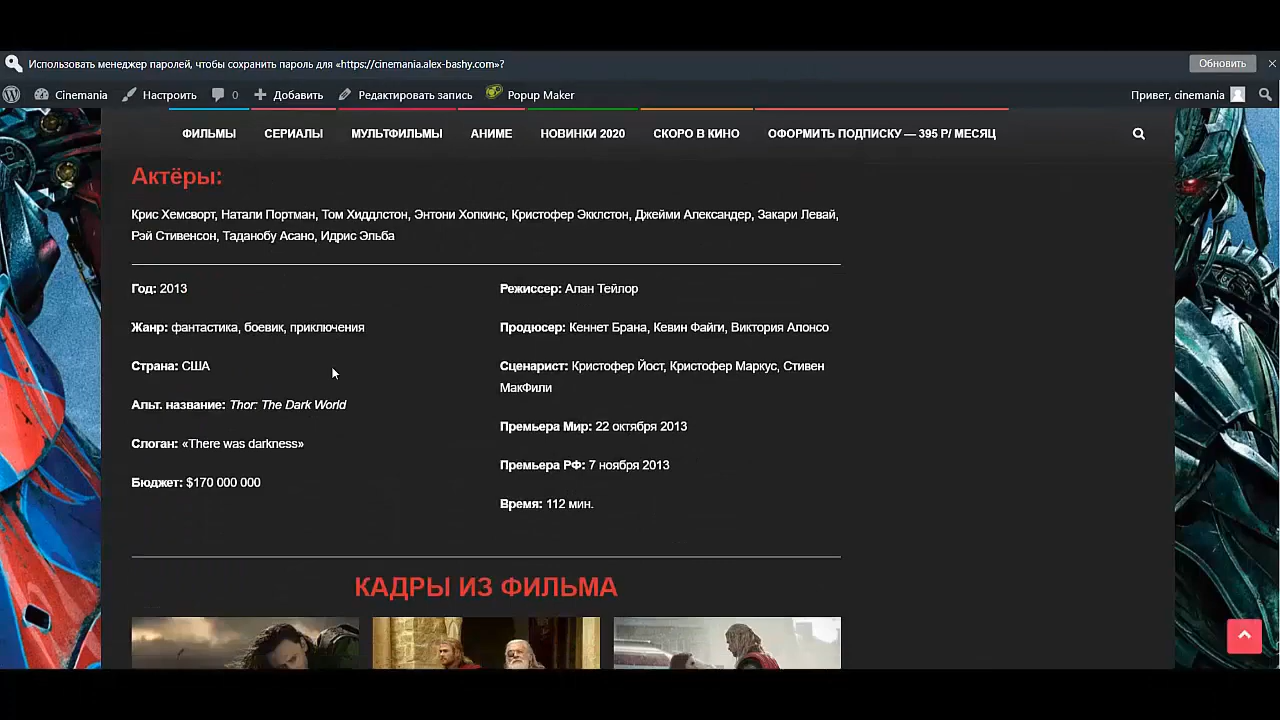 Использовать менеджер паролей, чтобы сохранить пароль для «https://cinemania.alex-bashy.com»?
Обновить
Cinemania
Настроить
0
Добавить
Редактировать запись
Popup Maker
Привет, cinemania
ФИЛЬМЫ
СЕРИАЛЫ
МУЛЬТФИЛЬМЫ
АНИМЕ
НОВИНКИ 2020
СКОРО В КИНО
ОФОРМИТЬ ПОДПИСКУ — 395 Р/ МЕСЯЦ
Актёры:
Крис Хемсворт, Натали Портман, Том Хиддлстон, Энтони Хопкинс, Кристофер Экклстон, Джейми Александер, Закари Левай,
Рэй Стивенсон, Таданобу Асано, Идрис Эльба
Год: 2013
Жанр: фантастика, боевик, приключения
Страна: США
Альт. название: Thor: The Dark World
Слоган: «There was darkness»
Бюджет: $170 000 000
Режиссер: Алан Тейлор
Продюсер: Кеннет Брана, Кевин Файги, Виктория Алонсо
Сценарист: Кристофер Йост, Кристофер Маркус, Стивен
МакФили
Премьера Мир: 22 октября 2013
Премьера РФ: 7 ноября 2013
Время: 112 мин.
КАДРЫ ИЗ ФИЛЬМА